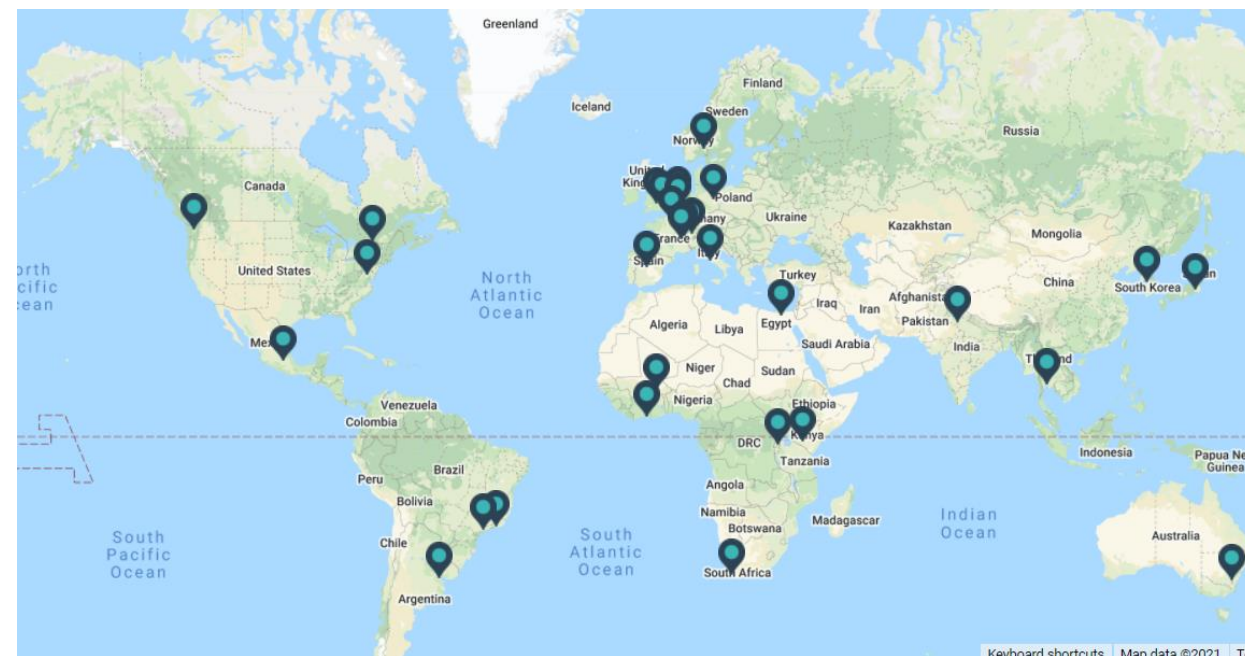 Greenland
Iceland
Finland
Sweden
Norway
Russia
Canada
Poland
Ukraine
Kazakhstan
Mongolia
France
Italy
Spain
United States
North
Atlantic
Ocean
Turkey
China
South Korea
Iraq
Iran
Afghanista
Pakistan
Algeria
Libya
Egypt
Saudi Arabia
India
Niger
Chad
Sudan
Nigeria
Ethiopia
Venezuela
Colombia
DRC
Kenya
Tanzania
Indonesia
Papua Ne
Guinea
Brazil
Peru
Bolivia
Angola
Namibia
Botswana
Madagascar
Indian
Ocean
Australia
South
Pacific
Ocean
Chile
South
Atlantic
Ocean
South Africa
Argentina
Keyboard shortcuts
Map data ©2021